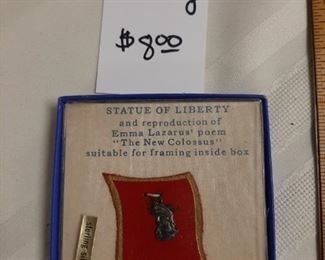 $8.00
STATUE OF LIBERTY
and reproduction of
Emma Lazarus' poem
"The New Colossus"
suitable for framing inside box
sterling